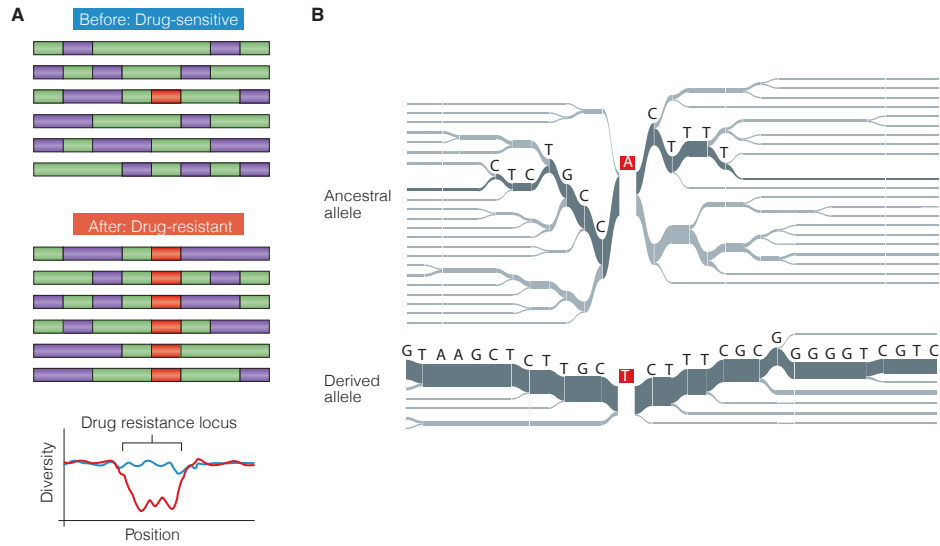 A
Before: Drug-sensitive
After: Drug-resistant
Drug resistance locus
Diversity
Position
B
Ancestral
allele
C T C T G C C A C T T T T
Derived
allele
G T A A G C T C T T G C T C T T T C G C G G G G G T C G T C